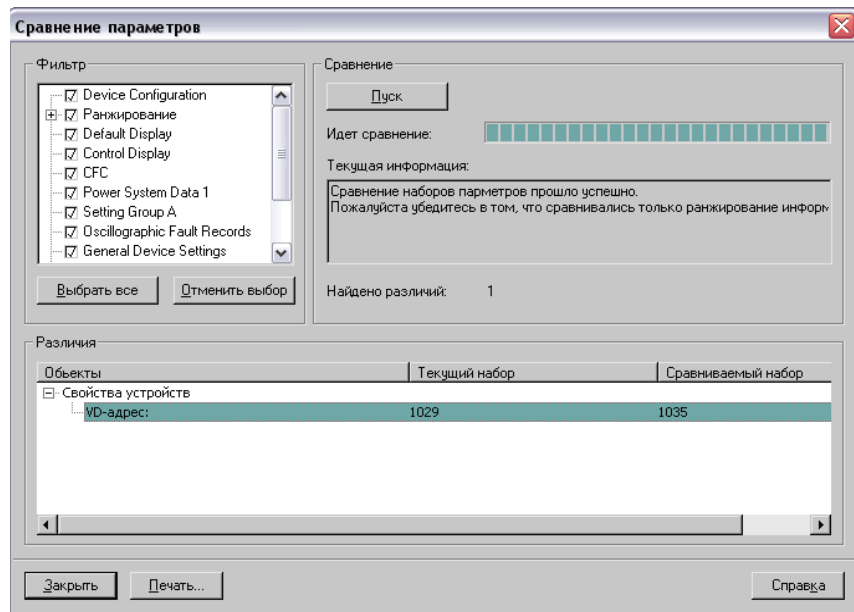 Сравнение параметров
Фильтр
Device Configuration
Ранжирование
Default Display
Control Display
CFC
Power System Data 1
Setting Group A
Oscillographic Fault Records
General Device Settings
Выбрать все
Отменить выбор
Сравнение
Пуск
Идет сравнение:
Текущая информация:
Сравнение наборов парметров прошло успешно.
Пожалуйста убедитесь в том, что сравнивались только ранжирование информ
Найдено различий: 1
Различия
Объекты Текущий набор Сравниваемый набор
Свойства устройств
VD-адрес: 1029 1035
Закрыть
Печать...
Справка